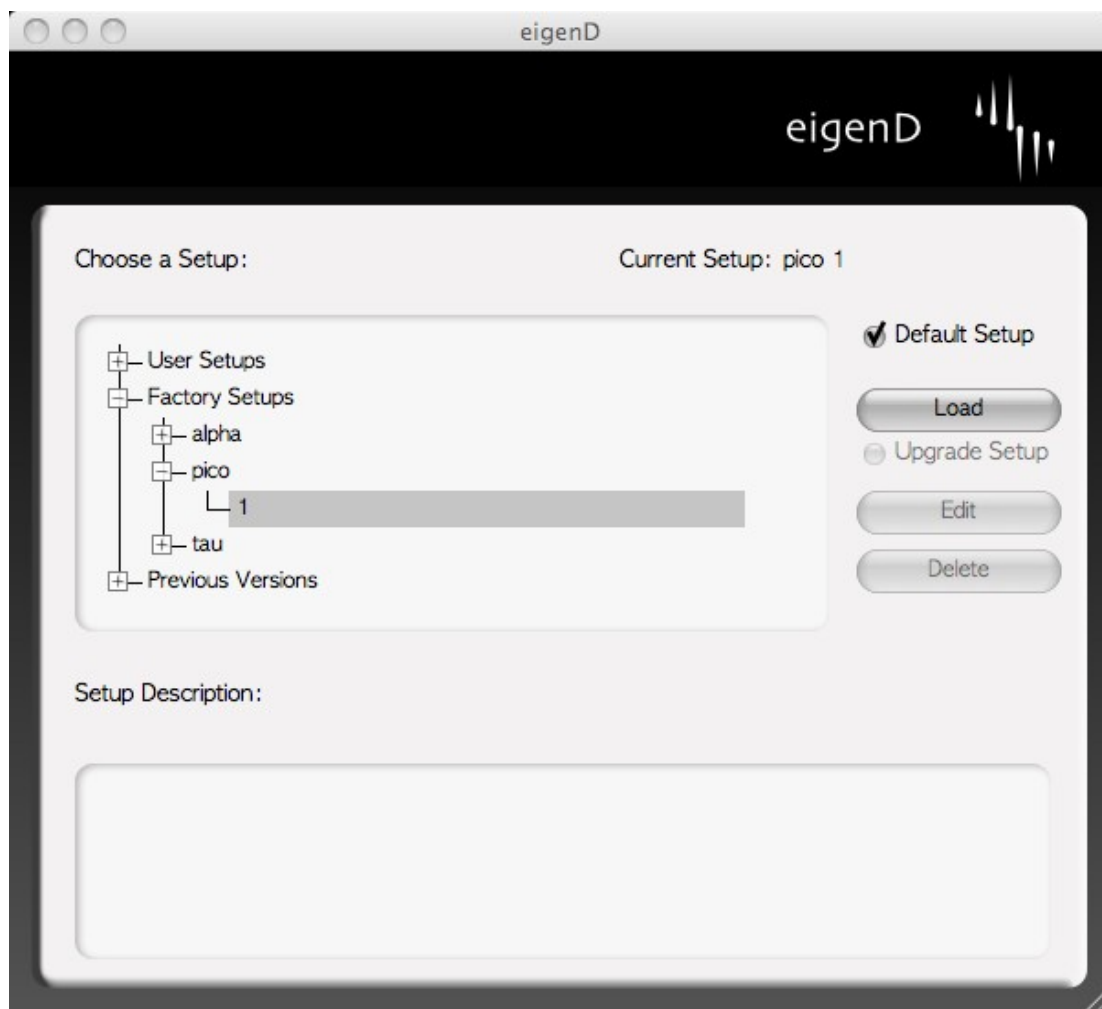 eigenD
eigenD
Choose a Setup:
Current Setup: pico 1
User Setups
Factory Setups
alpha
pico
1
tau
Previous Versions
Default Setup
Load
Upgrade Setup
Edit
Delete
Setup Description: